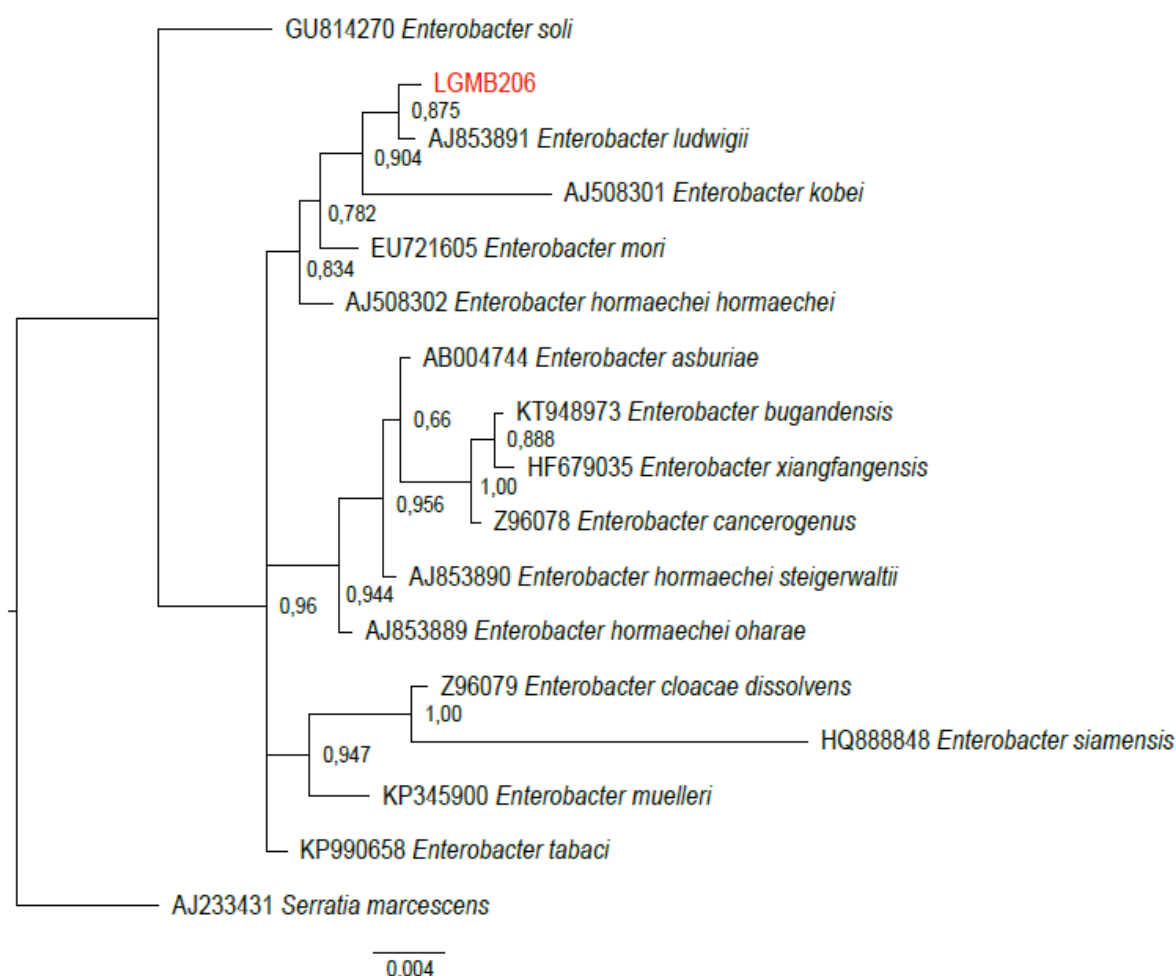 GU814270 Enterobacter soli
LGMB206
0,875
AJ853891 Enterobacter ludwigii
0,904
AJ508301 Enterobacter kobei
0,782
EU721605 Enterobacter mori
0,834
AJ508302 Enterobacter hormaechei hormaechei
AB004744 Enterobacter asburiae
KT948973 Enterobacter bugandensis
0,66
0,888
HF679035 Enterobacter xiangfangensis
1,00
0,956
Z96078 Enterobacter cancerogenus
AJ853890 Enterobacter hormaechei steigerwaltii
0,944
0,96
AJ853889 Enterobacter hormaechei oharae
Z96079 Enterobacter cloacae dissolvens
1,00
HQ888848 Enterobacter siamensis
0,947
KP345900 Enterobacter muelleri
KP990658 Enterobacter tabaci
AJ233431 Serratia marcescens
0.004